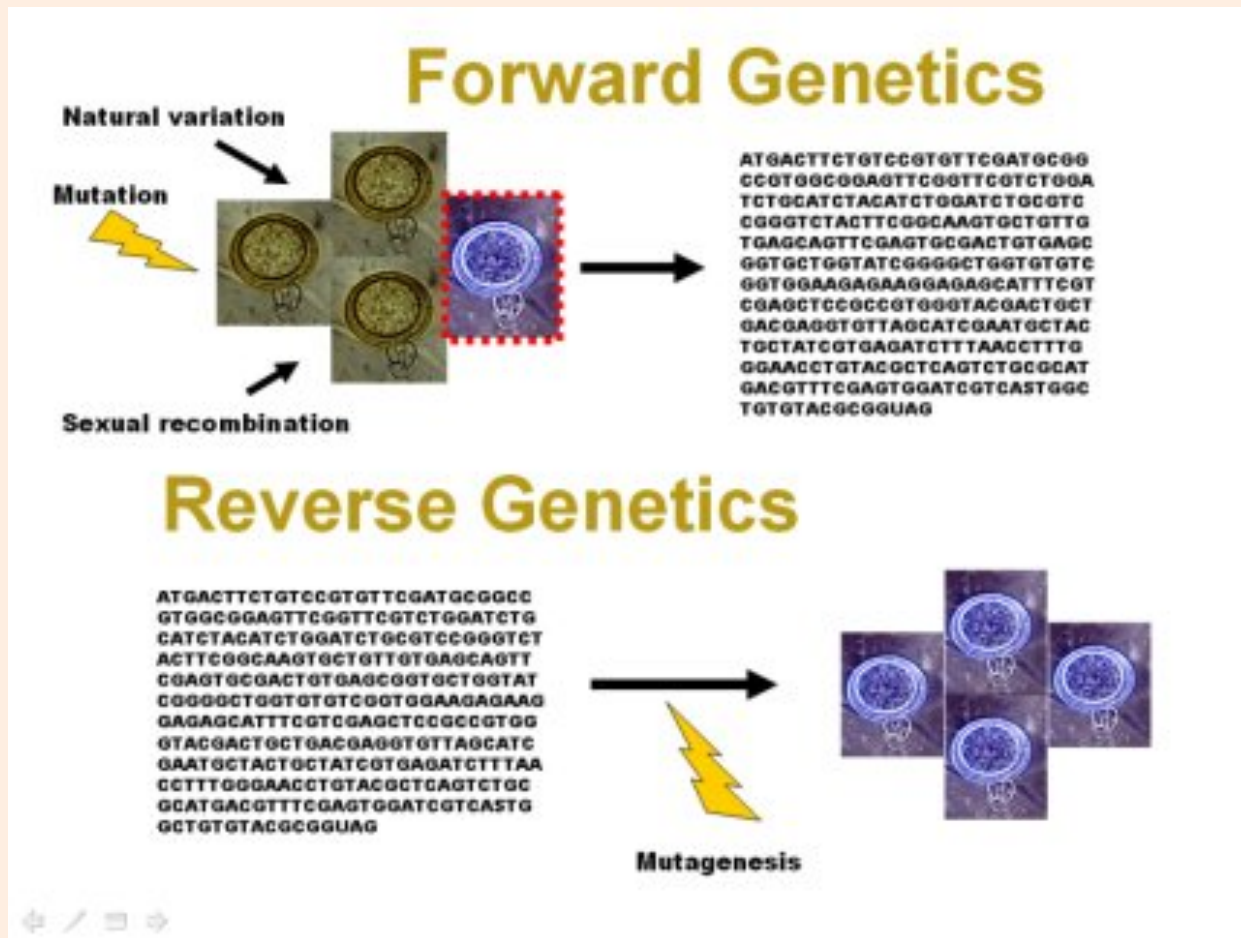 Forward Genetics
Natural variation
Mutation
Sexual recombination
ATGACTTCTGTCCGTGTTCGATGCGG
CCGTGGCGGAGTTCGGTTCGTCTGGA
TCTGCATCTACATCTGGATCTGCGTC
CGGGTCTACTTCGGCAAGTGCTGTTG
TGAGCAGTTCGAGTGCGACTGTGAGC
GGTGCTGGTATCGGGGCTGGTGTGTC
GGTGGAAGAGAAGGAGAGCATTTCGT
CGAGCTCCGCCGTGGGTACGACTGCT
GACGAGGTGTTAGCATCGAATGCTAC
TGCTATCGTGAGATCTTTAACCTTTG
GGAACCTGTACGCTCAGTCTGCGCAT
GACGTTTCGAGTGGATCGTCASTGGC
TGTGTACGCGGUAG
Reverse Genetics
ATGACTTCTGTCCGTGTTCGATGCGGCC
GTGGCGGAGTTCGGTTCGTCTGGATCTG
CATCTACATCTGGATCTGCGTCCGGGTCT
ACTTCGGCAAGTGCTGTTGTGAGCAGTT
CGAGTGCGACTGTGAGCGGTGCTGGTAT
CGGGGCTGGTGTGTCGGTGGAAGAGAAG
GAGAGCATTTCGTCGAGCTCCGCCGTGG
GTACGACTGCTGACGAGGTGTTAGCATC
GAATGCTACTGCTATCGTGAGATCTTTAA
CCTTTGGGAACCTGTACGCTCAGTCTGC
GCATGACGTTTCGAGTGGATCGTCASTG
GCTGTGTACGCGGUAG
Mutagenesis